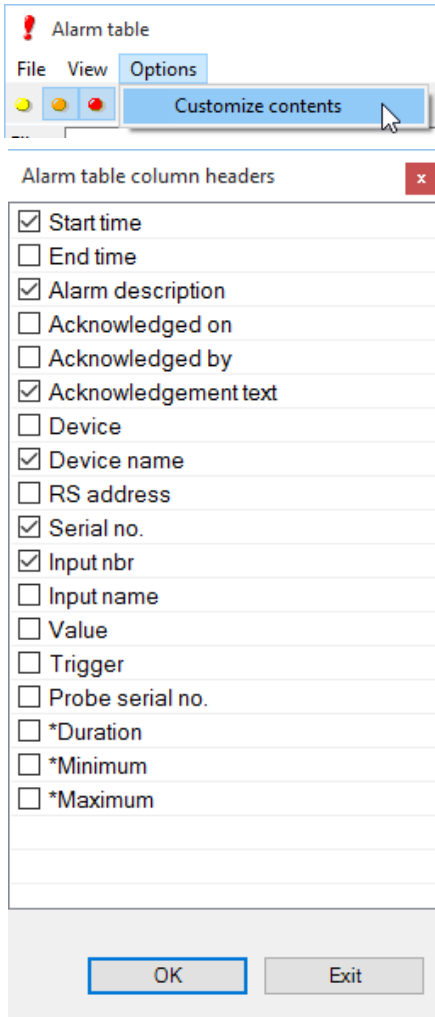 Alarm table
File View Options
Customize contents
Alarm table column headers
x
Start time
End time
Alarm description
Acknowledged on
Acknowledged by
Acknowledgement text
Device
Device name
RS address
Serial no.
Input nbr
Input name
Value
Trigger
Probe serial no.
*Duration
*Minimum
*Maximum
OK Exit